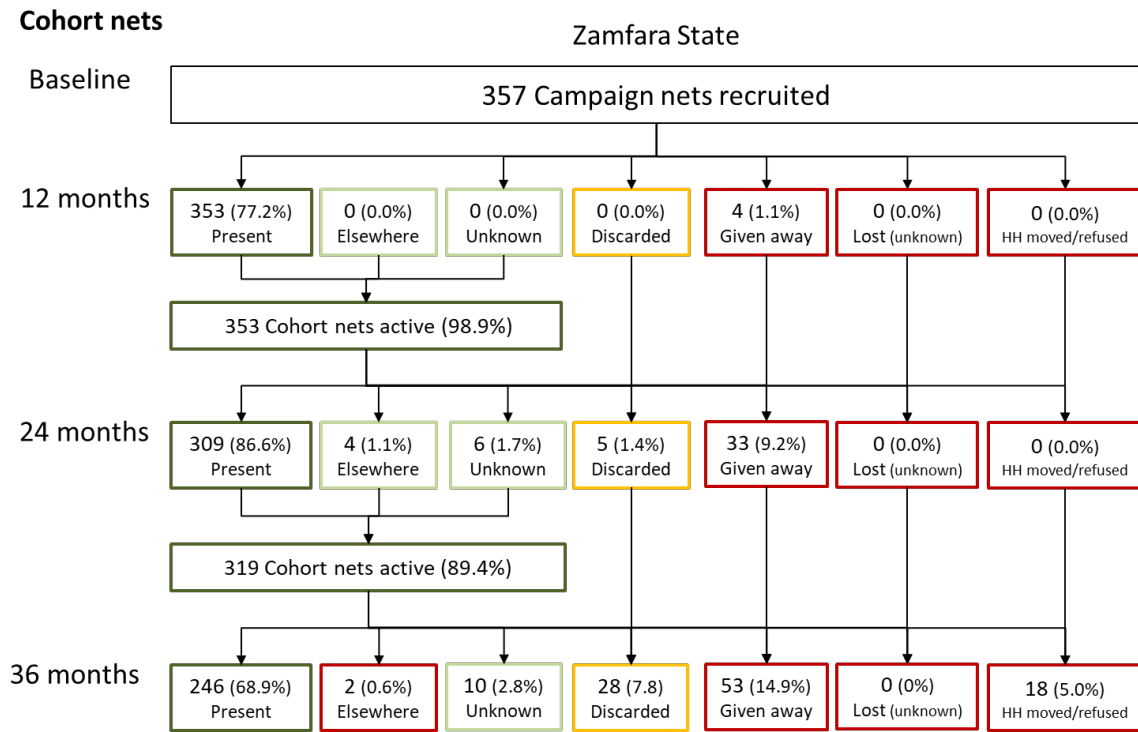 Cohort nets
Zamfara State
Baseline
357 Campaign nets recruited
12 months
353 (77.2%)
Present
0 (0.0%)
Elsewhere
0 (0.0%)
Unknown
0 (0.0%)
Discarded
4 (1.1%)
Given away
0 (0.0%)
Lost (unknown)
0 (0.0%)
HH moved/refused
353 Cohort nets active (98.9%)
24 months
309 (86.6%)
Present
4 (1.1%)
Elsewhere
6 (1.7%)
Unknown
5 (1.4%)
Discarded
33 (9.2%)
Given away
0 (0.0%)
Lost (unknown)
0 (0.0%)
HH moved/refused
319 Cohort nets active (89.4%)
36 months
246 (68.9%)
Present
2 (0.6%)
Elsewhere
10 (2.8%)
Unknown
28 (7.8)
Discarded
53 (14.9%)
Given away
0 (0%)
Lost (unknown)
18 (5.0%)
HH moved/refused